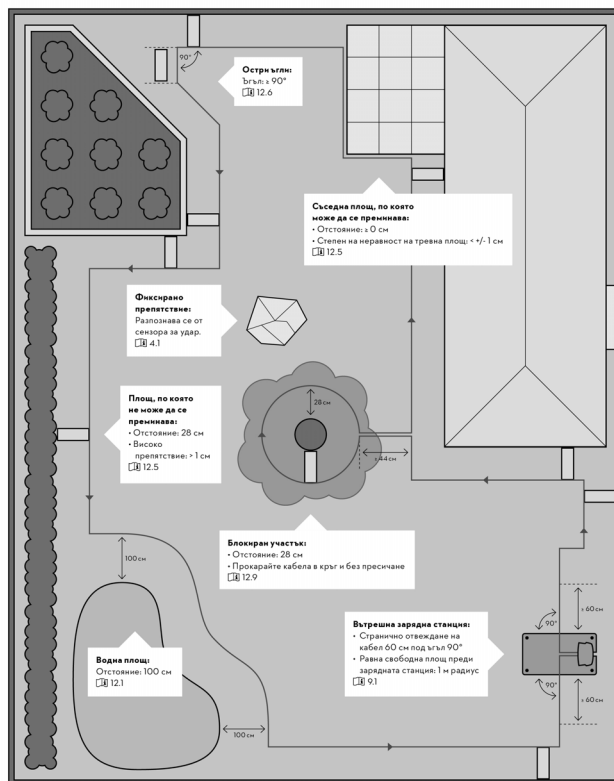 90°
Остри ъгли:
Ъгъл: ≥ 90°
12.6
Съседна площ, по която
може да се преминава:
• Отстояние: ≥ 0 см
• Степен на неравност на тревна площ: < +/- 1 см
12.5
Фиксирано
препятствие:
Разпознава се от
сензора за удар.
4.1
28 см
Площ, по която
не може да се
преминава:
• Отстояние: 28 см
• Високо
препятствие: > 1 см
12.5
≥ 44 см
Блокиран участък:
• Отстояние: 28 см
• Прокарайте кабела в кръг и без пресичане
12.9
100 см
Вътрешна зарядна станция:
• Странично отвеждане на
кабел 60 см под ъгъл 90°
• Равна свободна площ преди
зарядната станция: 1 м радиус
9.1
≥ 60 см
90°
90°
≥ 60 см
Водна площ:
Отстояние: 100 см
12.1
100 см